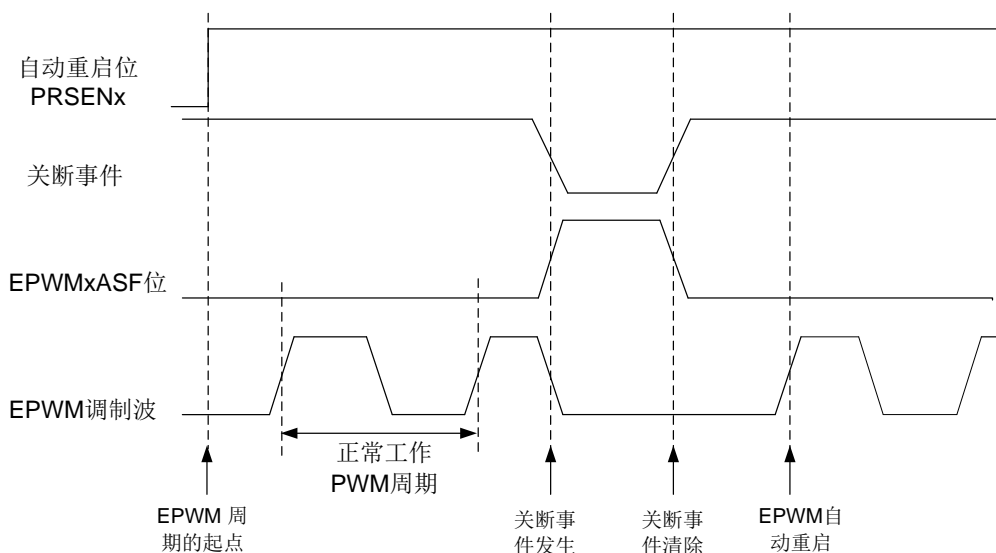 自动重启位
PRSENx
关断事件
EPWMxASF位
EPWM调制波
正常工作
PWM周期
EPWM 周
期的起点
关断事
件发生
关断事
件清除
EPWM自
动重启